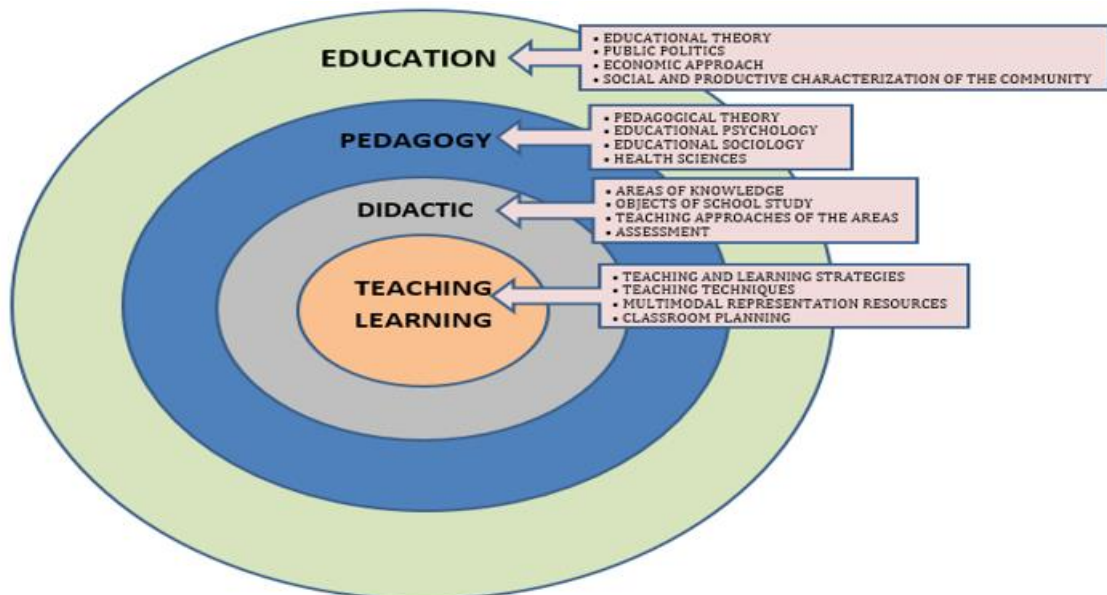 EDUCATION
• EDUCATIONAL THEORY
• PUBLIC POLITICS
• ECONOMIC APPROACH
• SOCIAL AND PRODUCTIVE CHARACTERIZATION OF THE COMMUNITY
PEDAGOGY
• PEDAGOGICAL THEORY
• EDUCATIONAL PSYCHOLOGY
• EDUCATIONAL SOCIOLOGY
• HEALTH SCIENCES
DIDACTIC
• AREAS OF KNOWLEDGE
• OBJECTS OF SCHOOL STUDY
• TEACHING APPROACHES OF THE AREAS
• ASSESSMENT
TEACHING
LEARNING
• TEACHING AND LEARNING STRATEGIES
• TEACHING TECHNIQUES
• MULTIMODAL REPRESENTATION RESOURCES
• CLASSROOM PLANNING